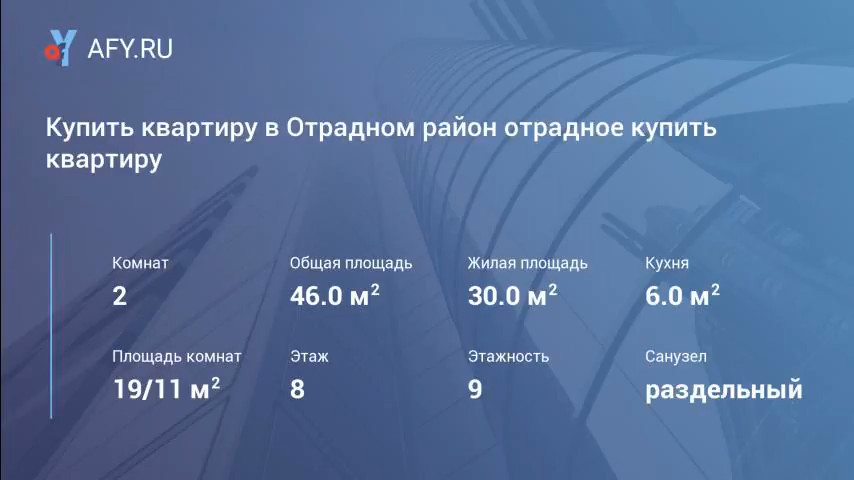 AFY.RU
Купить квартиру в Отрадном район отрадное купить
квартиру
Комнат
Общая площадь
Жилая площадь
Кухня
2
46.0 м²
30.0 м²
6.0 м²
Площадь комнат
Этаж
Этажность
Санузел
19/11 м²
8
9
раздельный